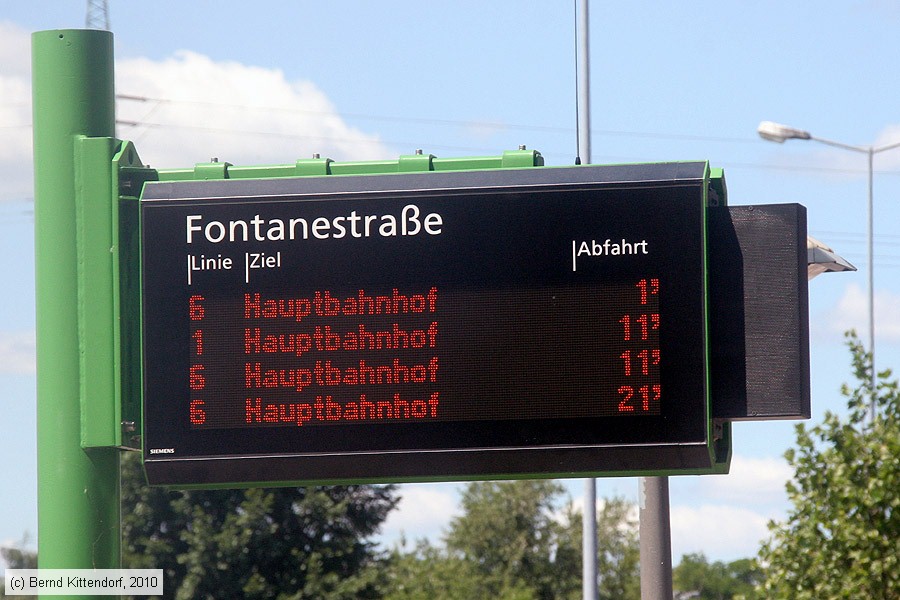 Fontanestraße
Linie Ziel Abfahrt
6 Hauptbahnhof 1'
1 Hauptbahnhof 11'
6 Hauptbahnhof 11'
6 Hauptbahnhof 21'
SIEMENS
(c) Bernd Kittendorf, 2010